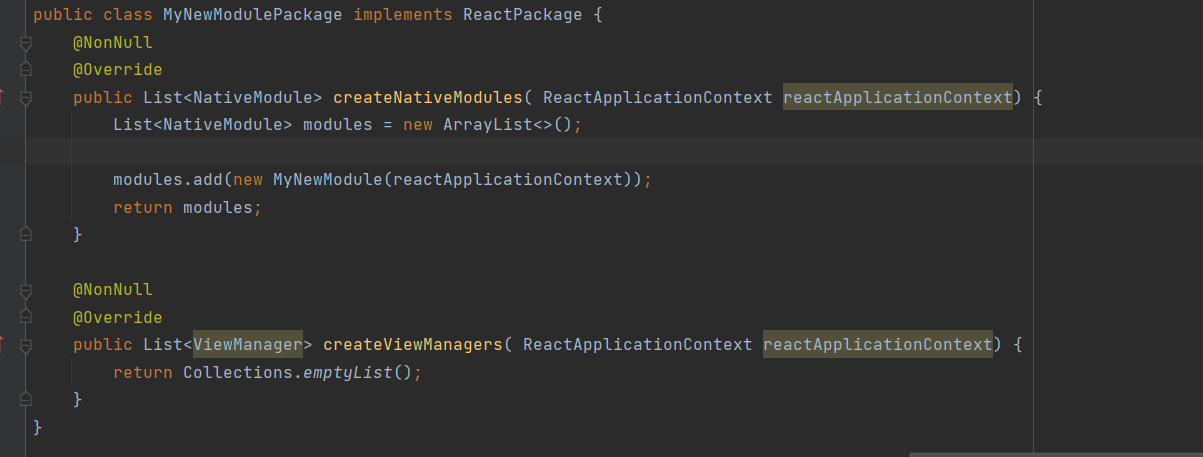 public class MyNewModulePackage implements ReactPackage {
    @NonNull
    @Override
    public List<NativeModule> createNativeModules( ReactApplicationContext reactApplicationContext) {
        List<NativeModule> modules = new ArrayList<>();
        modules.add(new MyNewModule(reactApplicationContext));
        return modules;
    }
    @NonNull
    @Override
    public List<ViewManager> createViewManagers( ReactApplicationContext reactApplicationContext) {
        return Collections.emptyList();
    }
}